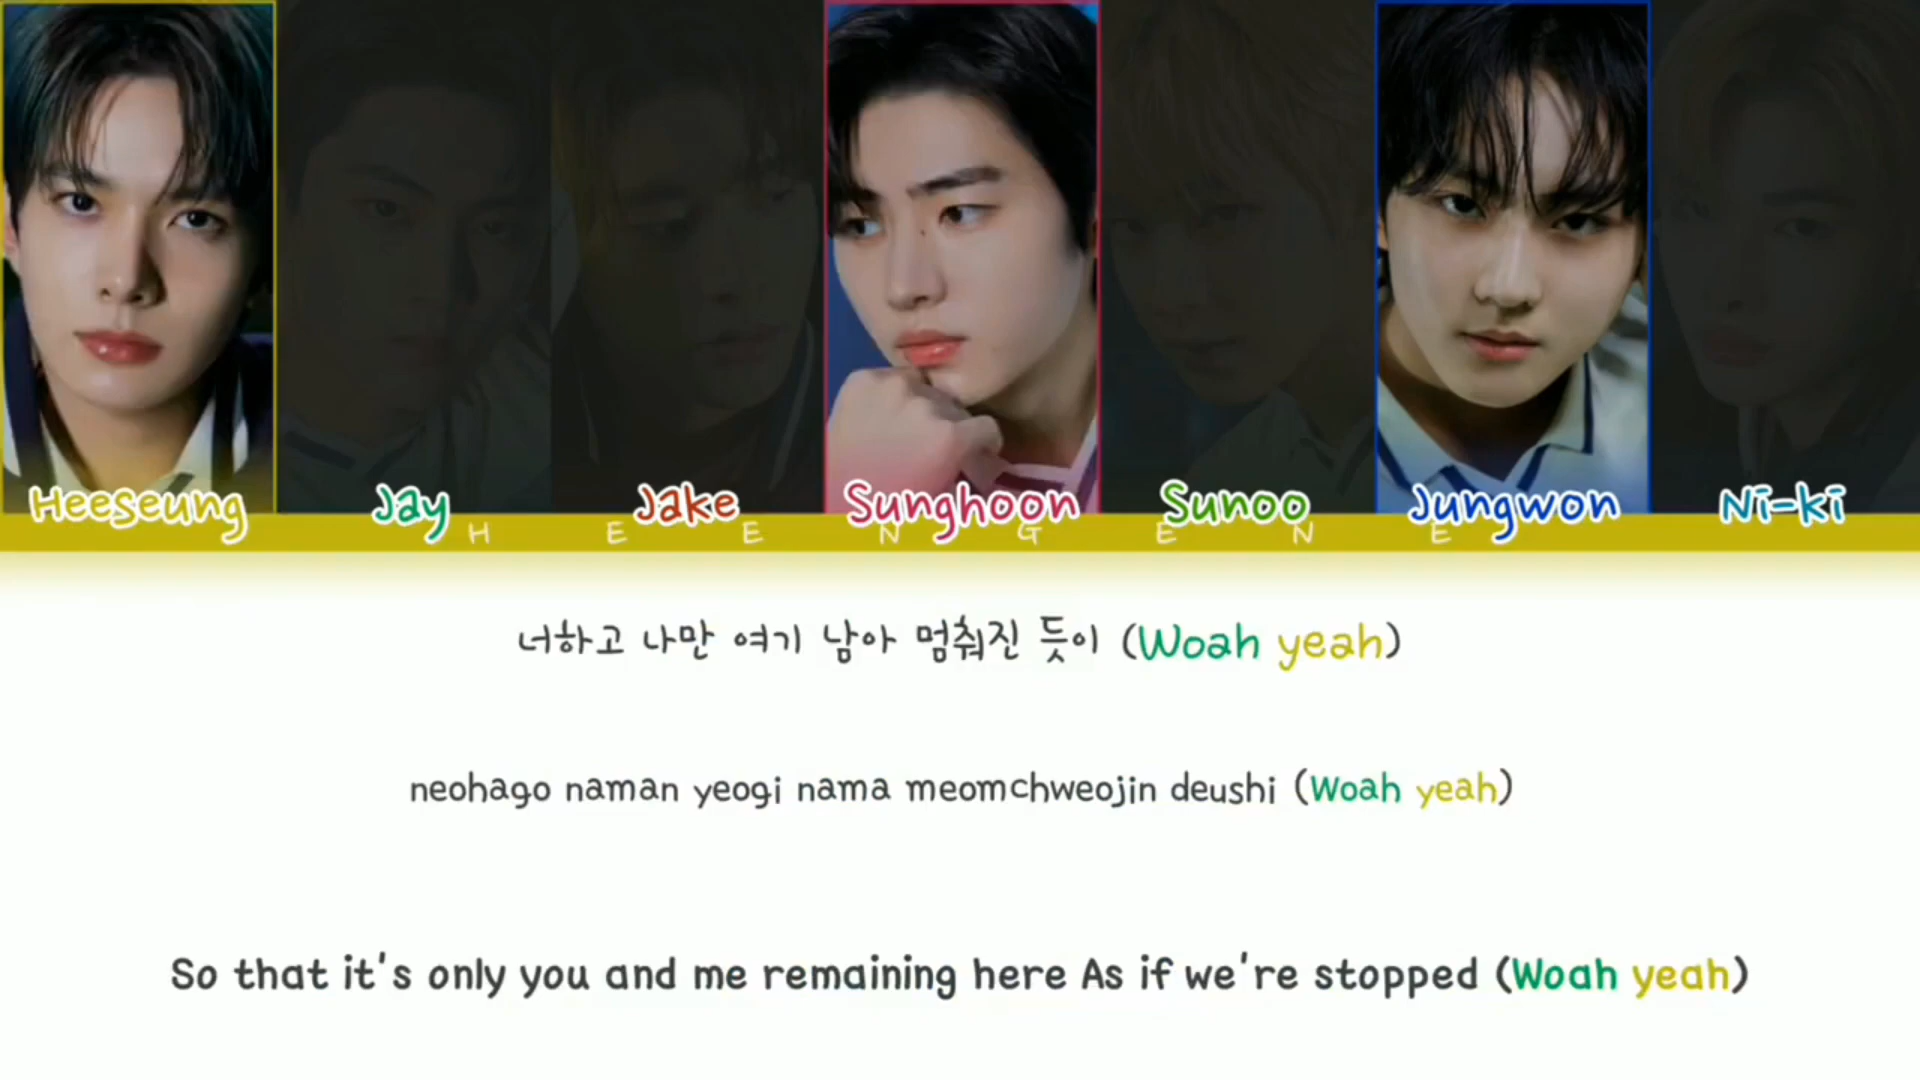 Heeseung Jay Jake Sunghoon Sunoo Jungwon Ni-ki
H E E N G E N E
너하고 나만 여기 남아 멈춰진 듯이 (Woah yeah)
neohago naman yeogi nama meomchweojin deushi (Woah yeah)
So that it's only you and me remaining here As if we're stopped (Woah yeah)